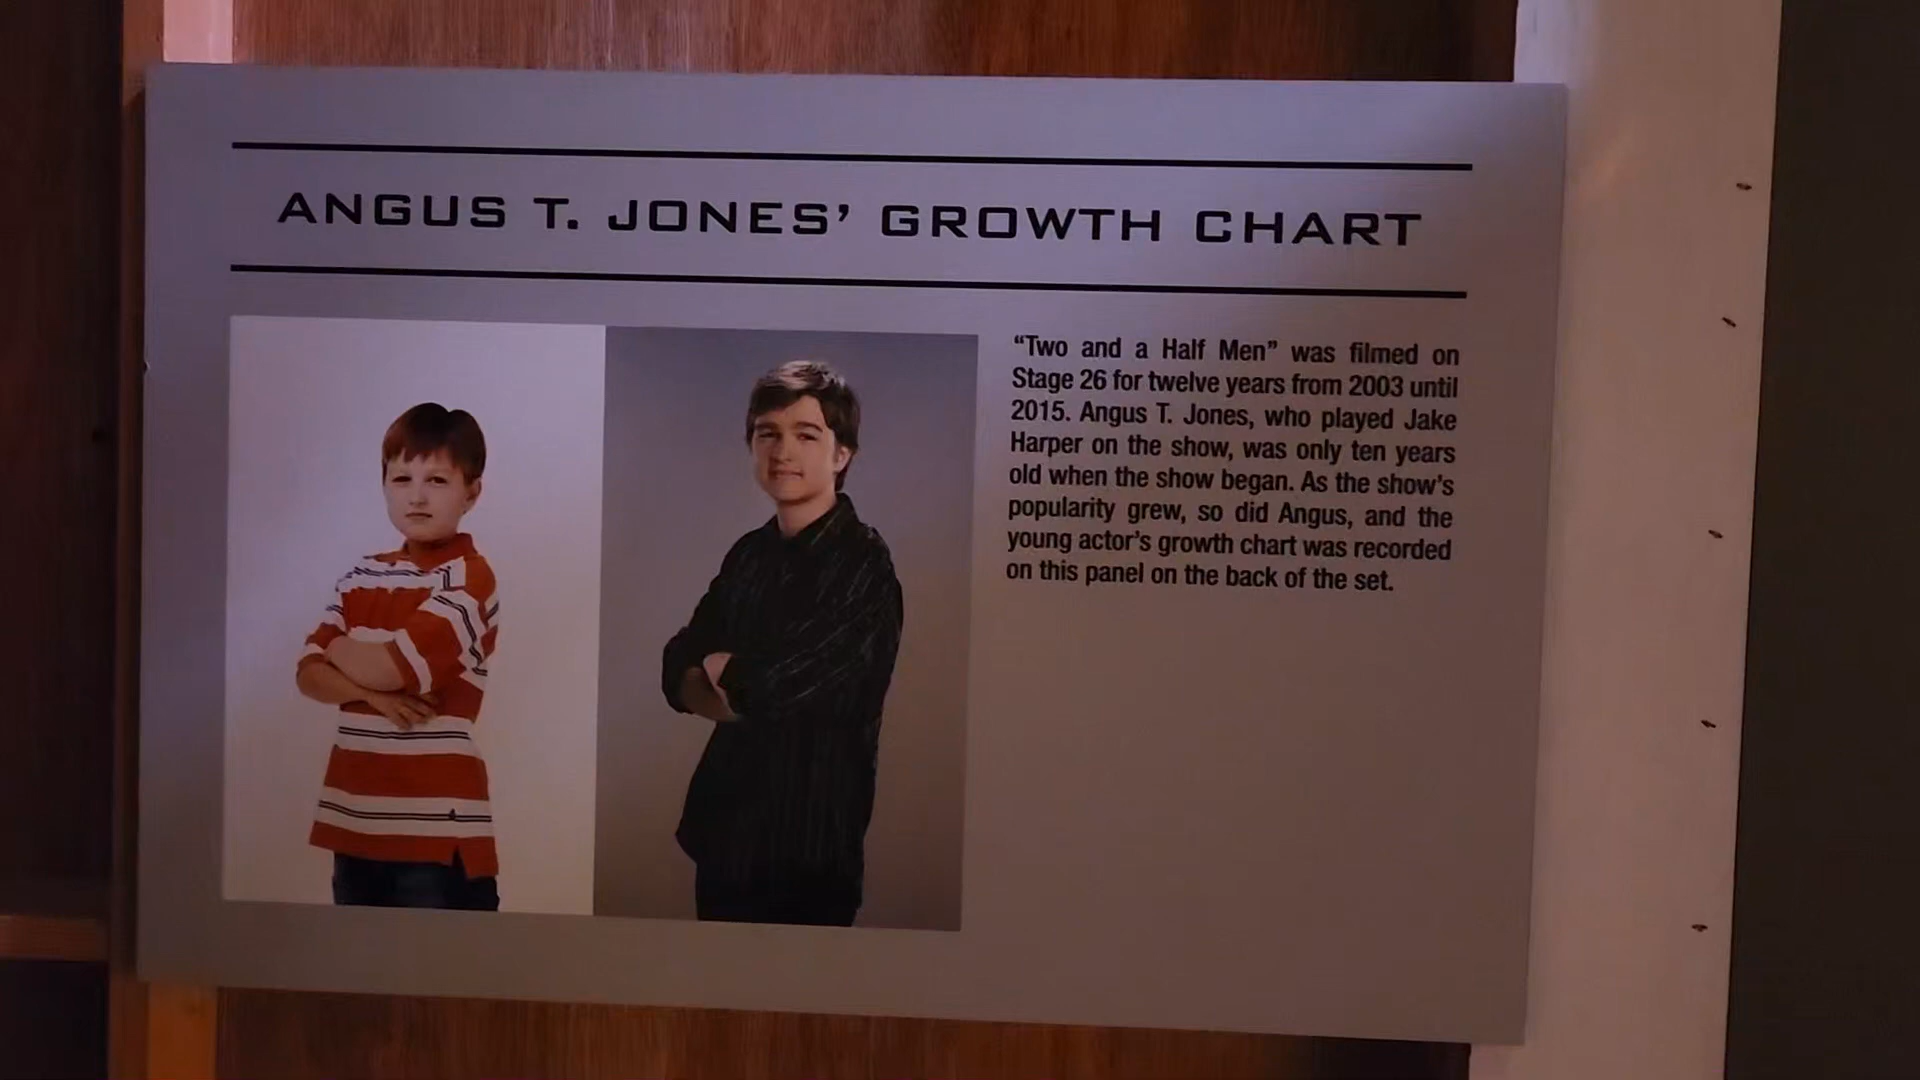 ANGUS T. JONES’ GROWTH CHART
“Two and a Half Men” was filmed on
Stage 26 for twelve years from 2003 until
2015. Angus T. Jones, who played Jake
Harper on the show, was only ten years
old when the show began. As the show’s
popularity grew, so did Angus, and the
young actor’s growth chart was recorded
on this panel on the back of the set.